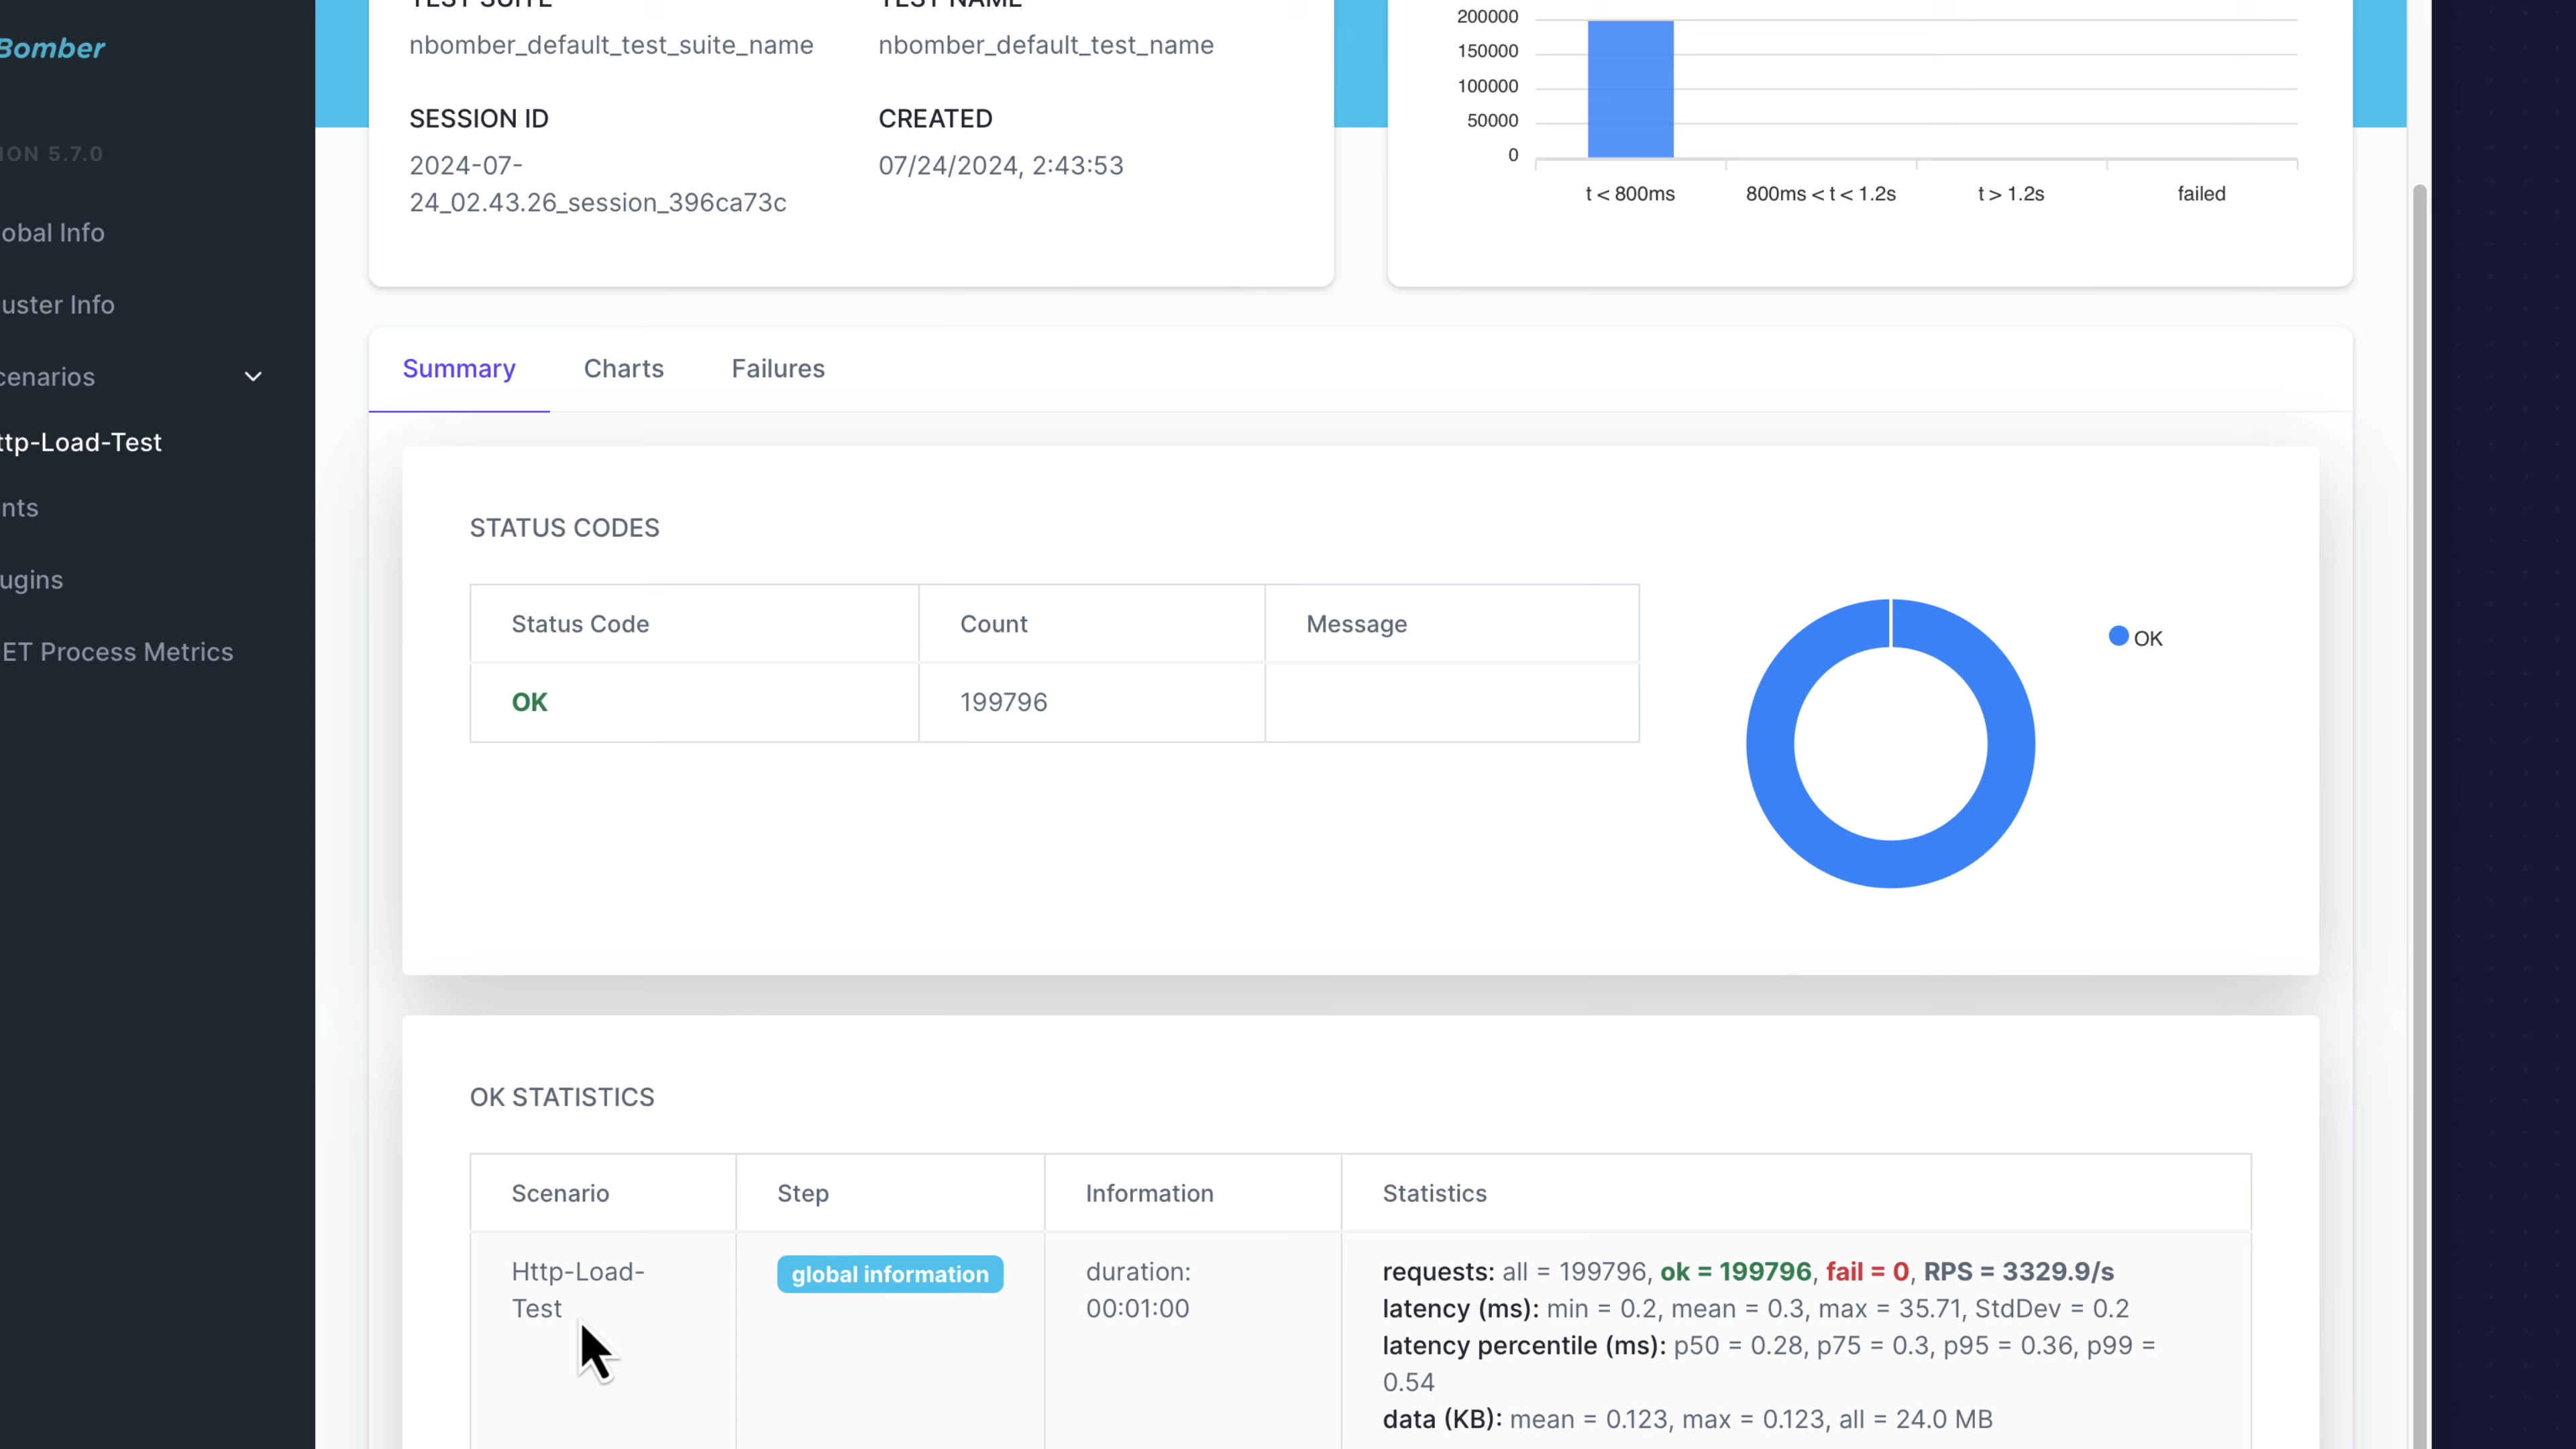 Bomber
ION 5.7.0
obal Info
uster Info
cenarios
ttp-Load-Test
nts
ugins
ET Process Metrics
TEST SUITE
nbomber_default_test_suite_name
TEST NAME
nbomber_default_test_name
SESSION ID
2024-07-
24_02.43.26_session_396ca73c
CREATED
07/24/2024, 2:43:53
200000
150000
100000
50000
0
t < 800ms
800ms < t < 1.2s
t > 1.2s
failed
Summary
Charts
Failures
STATUS CODES
Status Code
Count
Message
OK
199796
OK
OK STATISTICS
Scenario
Step
Information
Statistics
Http-Load-
Test
global information
duration:
00:01:00
requests: all = 199796, ok = 199796, fail = 0, RPS = 3329.9/s
latency (ms): min = 0.2, mean = 0.3, max = 35.71, StdDev = 0.2
latency percentile (ms): p50 = 0.28, p75 = 0.3, p95 = 0.36, p99 =
0.54
data (KB): mean = 0.123, max = 0.123, all = 24.0 MB